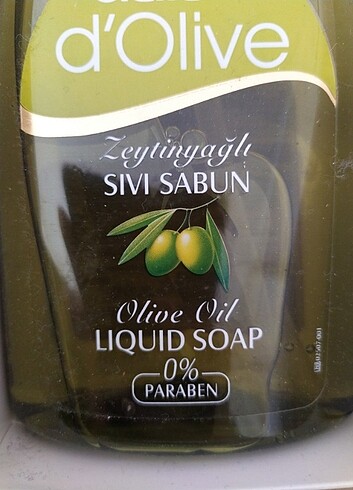 d'Olive
Zeytinyağlı
SIVI SABUN
Olive Oil
LIQUID SOAP
0%
PARABEN